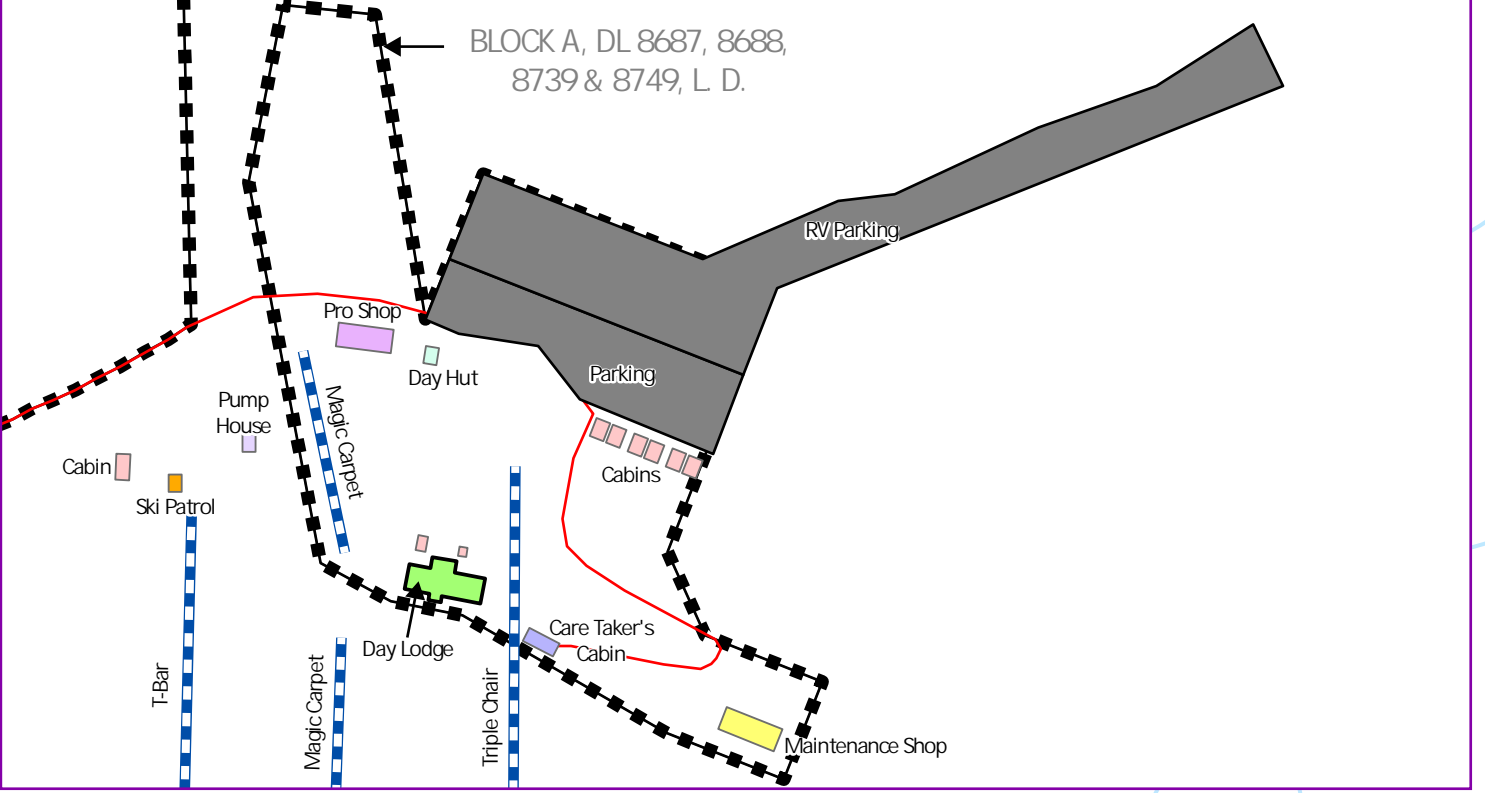 BLOCK A, DL 8687, 8688,
8739 & 8749, L. D.
RV Parking
Pro Shop
Parking
Day Hut
Magic Carpet
Pump
House
Cabin
Cabins
Ski Patrol
Care Taker's
Cabin
Day Lodge
T-Bar
Magic Carpet
Triple Chair
Maintenance Shop